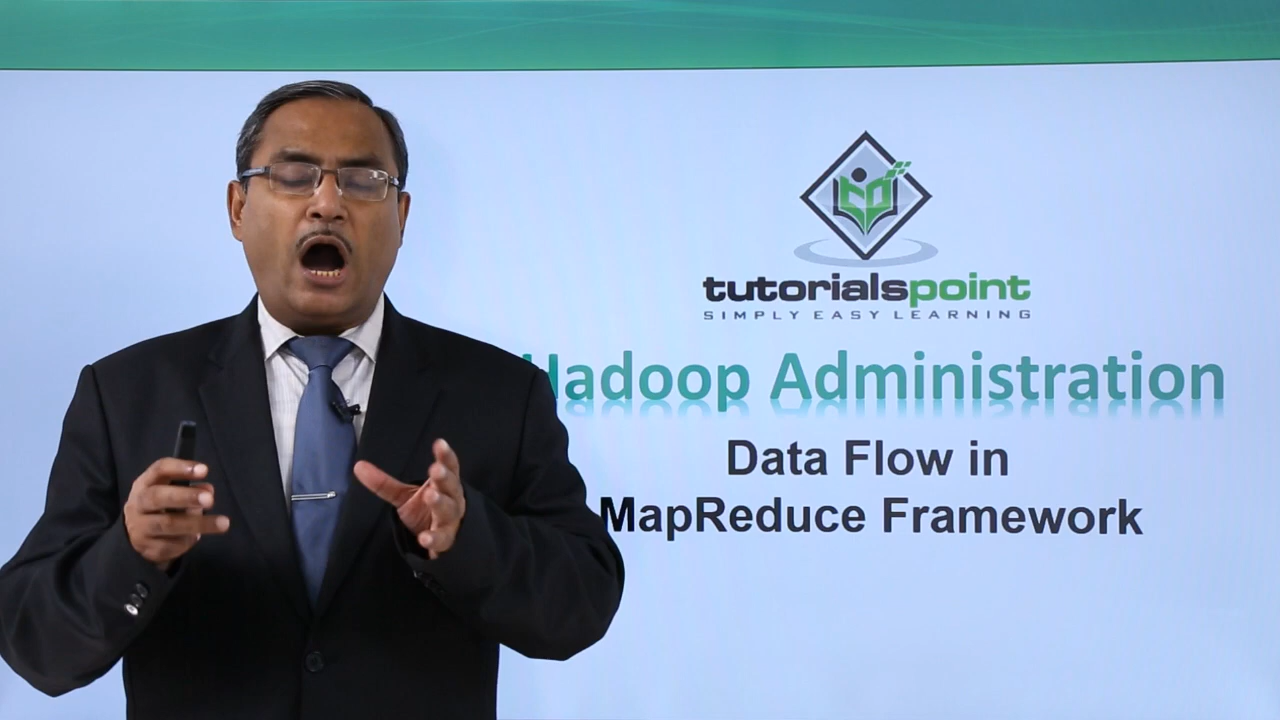 tutorialspoint
SIMPLY EASY LEARNING
Hadoop Administration
Data Flow in
MapReduce Framework